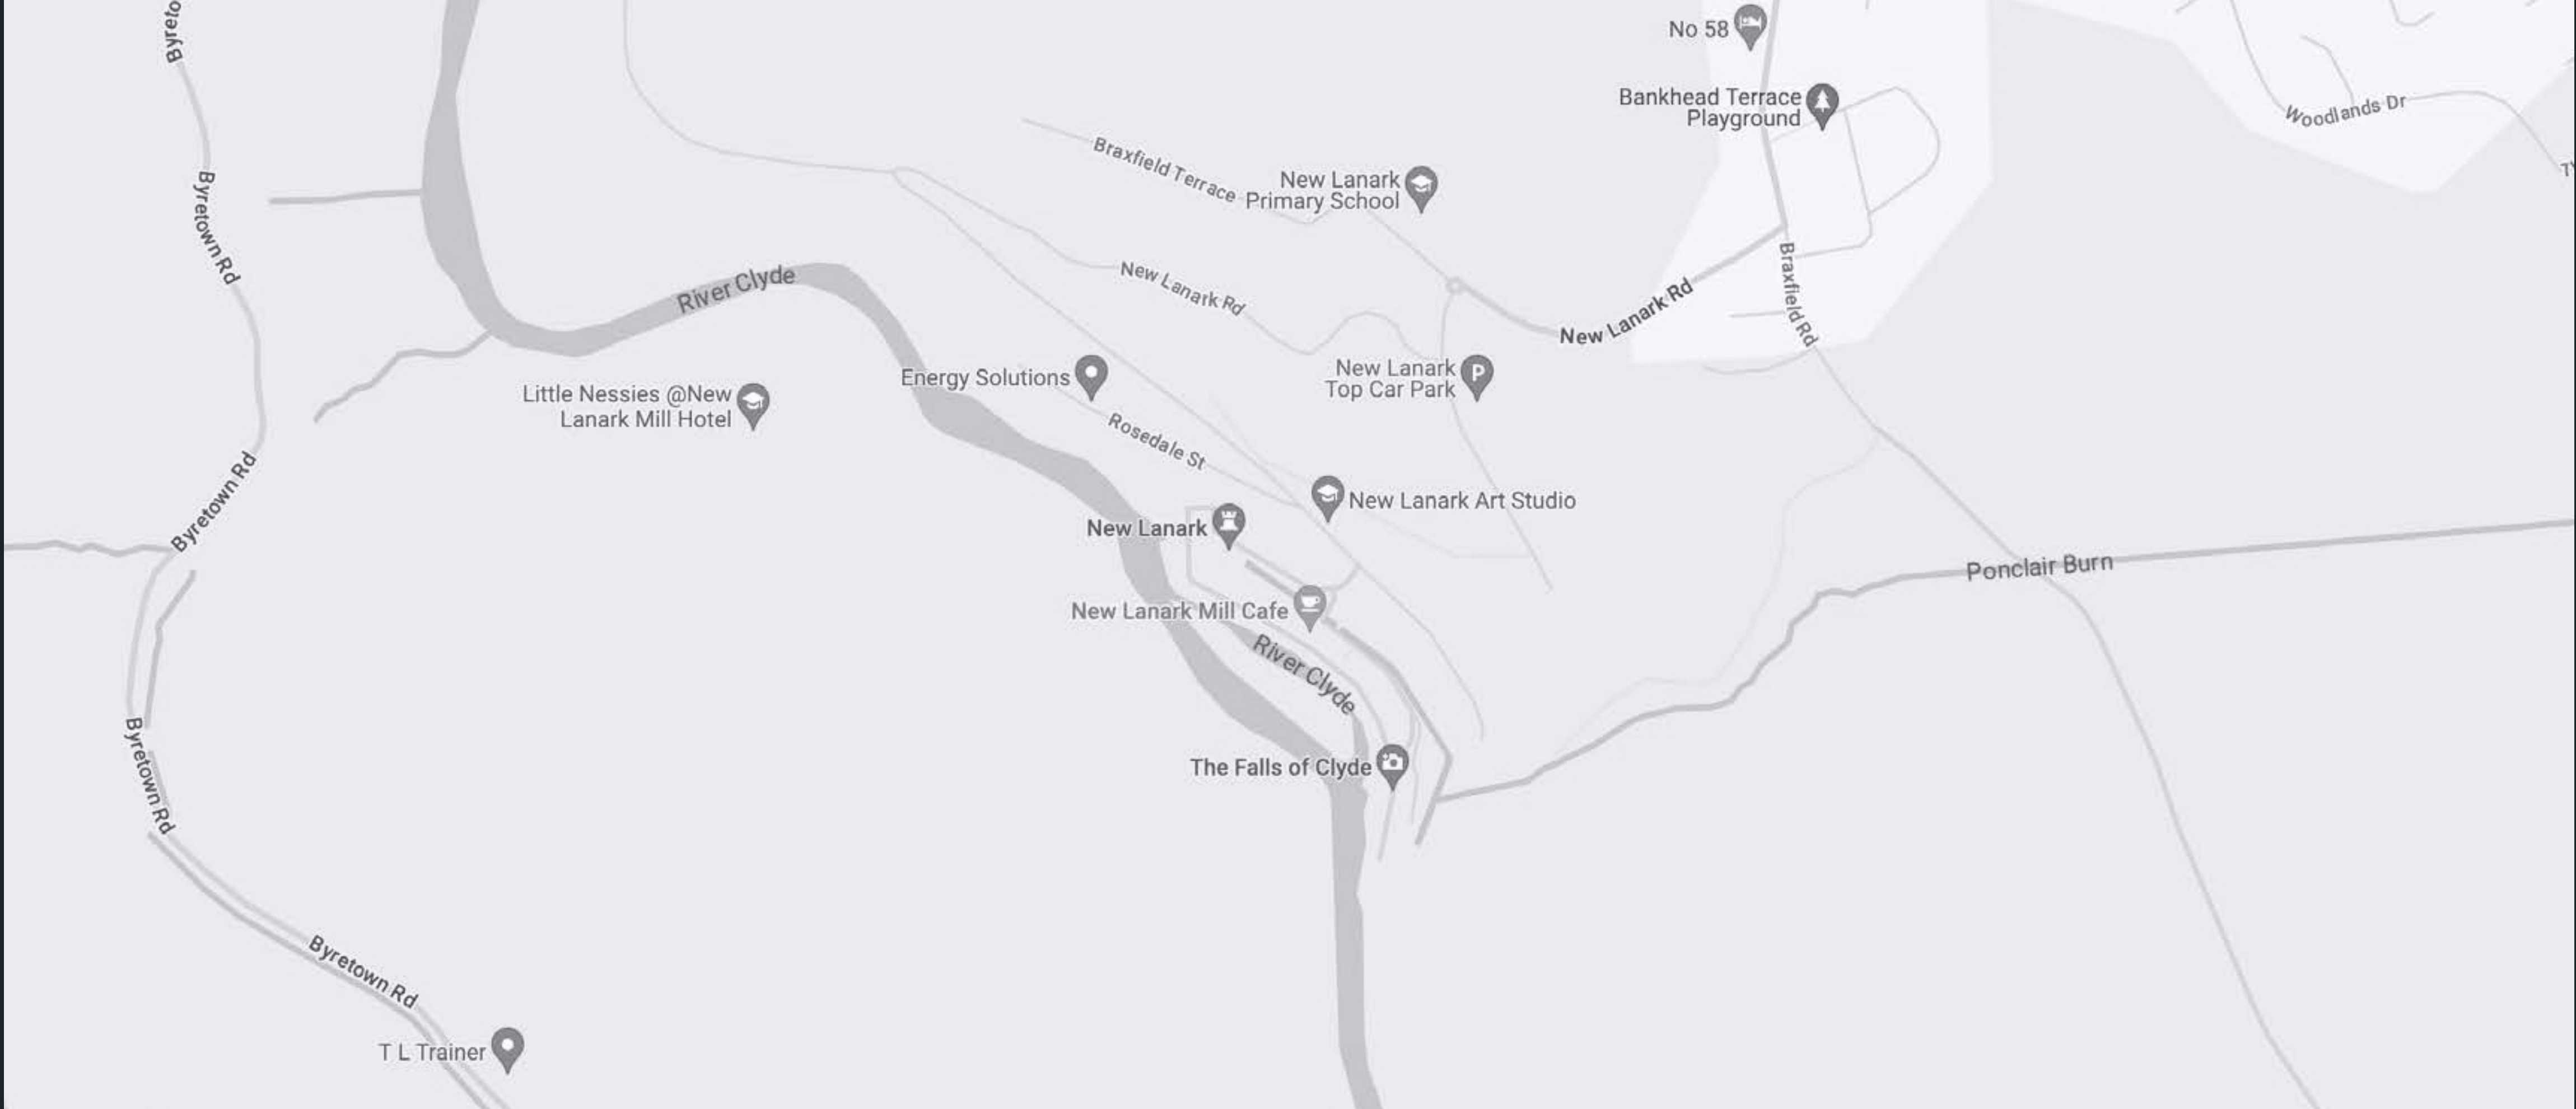 Byreto
No 58
Bankhead Terrace
Playground
Woodlands Dr
Braxfield Terrace
New Lanark
Primary School
Byretown Rd
New Lanark Rd
River Clyde
New Lanark Rd
Braxfield Rd
Energy Solutions
New Lanark
Top Car Park
Little Nessies @New
Lanark Mill Hotel
Rosedale St
Byretown Rd
New Lanark Art Studio
New Lanark
Ponclair Burn
New Lanark Mill Cafe
River Clyde
Byretown Rd
The Falls of Clyde
Byretown Rd
T L Trainer